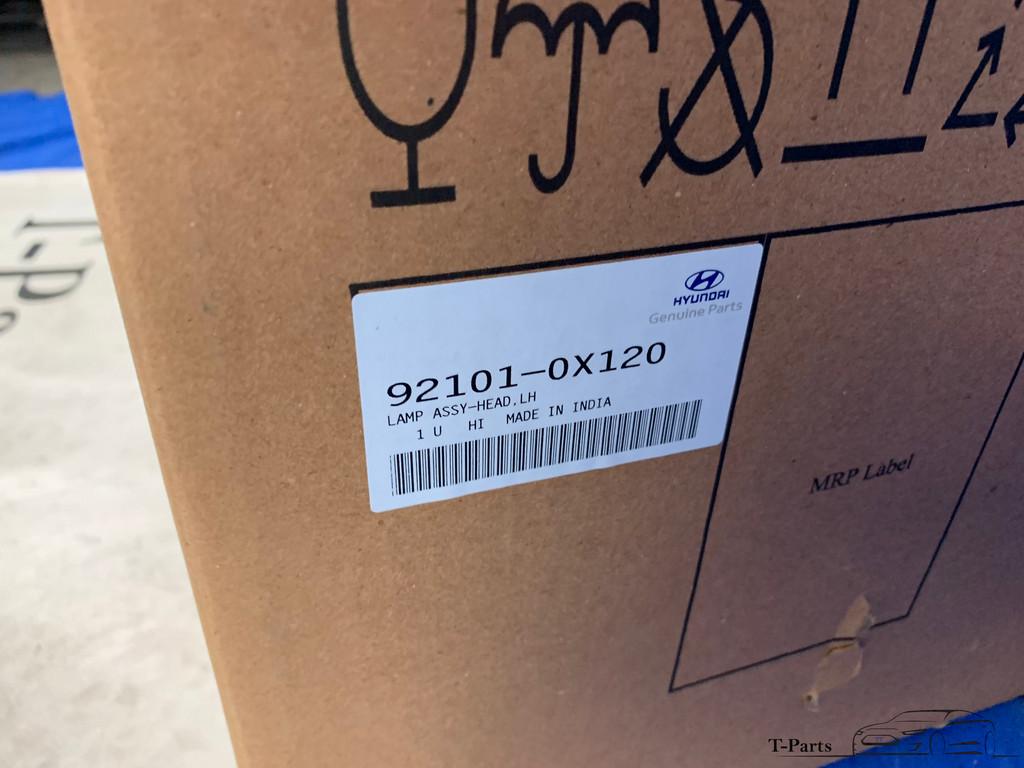 HYUNDAI
Genuine Parts
92101-0X120
LAMP ASSY-HEAD,LH
1 U HI MADE IN INDIA
MRP Label
T-Parts